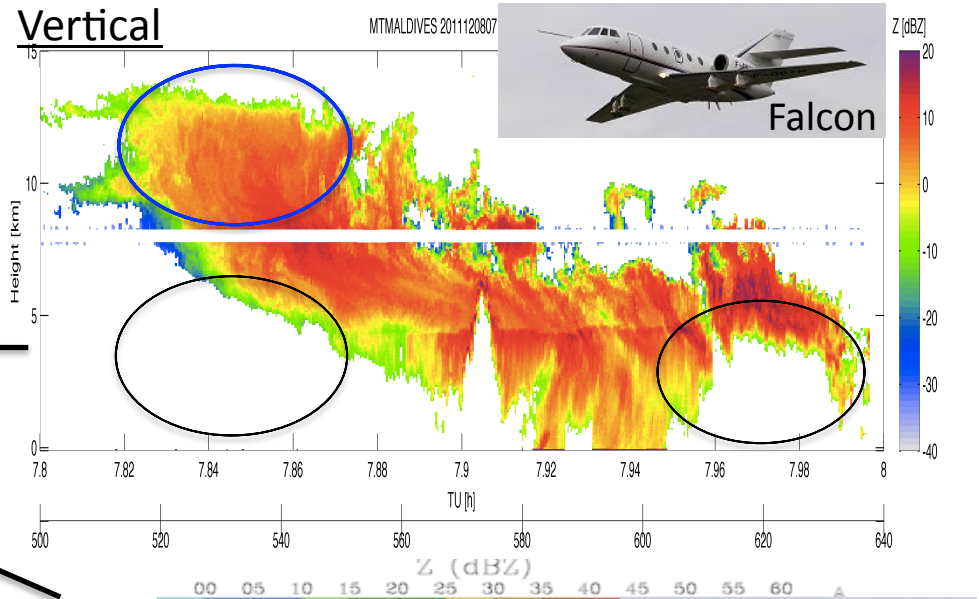 Vertical
MTMALDIVES 2011120807
Z [dBZ]
Falcon
20
10
0
-10
-20
-30
-40
Height [km]
15
10
5
0
7.8 7.82 7.84 7.86 7.88 7.9 7.92 7.94 7.96 7.98 8
TU [h]
500 520 540 560 580 600 620 640
Z (dBZ)
00 05 10 15 20 25 30 35 40 45 50 55 60 A